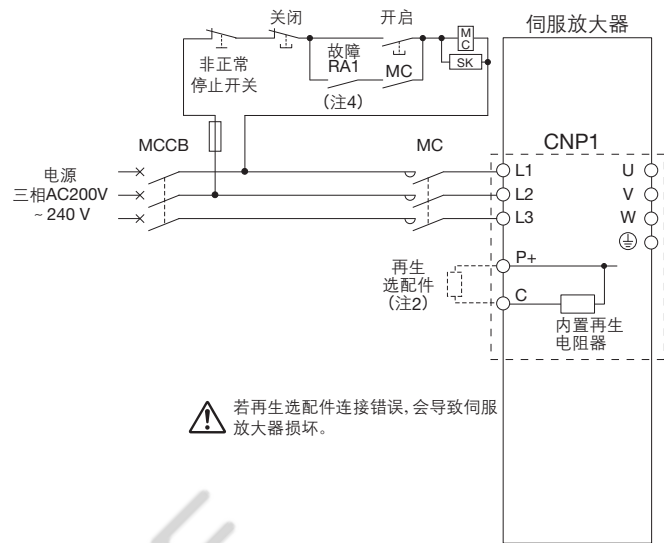 伺服放大器
关闭
开启
非正常
停止开关
故障
RA1
MC
(注4)
M
C
SK
MCCB
MC
CNP1
电源
三相AC200V
~ 240 V
L1
L2
L3
U
V
W
P+
C
再生
选配件
(注2)
内置再生
电阻器
若再生选配件连接错误, 会导致伺服
放大器损坏。